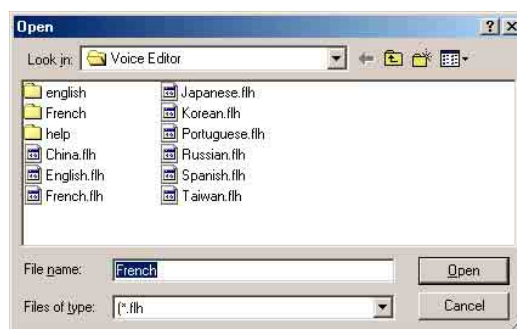 Open
Look in: Voice Editor
english
French
help
China.flh
English.flh
French.flh
Japanese.flh
Korean.flh
Portuguese.flh
Russian.flh
Spanish.flh
Taiwan.flh
File name: French Open
Files of type: (*.flh Cancel